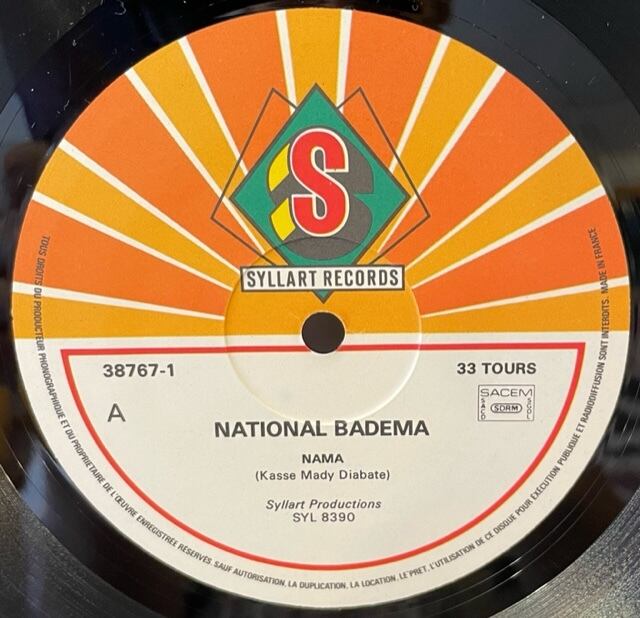 S
SYLLART RECORDS
38767-1
33 TOURS
A
SACEM
SACD
SDRM
SGDL
NATIONAL BADEMA
NAMA
(Kasse Mady Diabate)
Syllart Productions
SYL 8390
TOUS DROITS DU PRODUCTEUR PHONOGRAPHIQUE ET DU PROPRIETAIRE DE L'ŒUVRE ENREGISTREE RESERVES. SAUF AUTORISATION, LA DUPLICATION, LA LOCATION, LE PRET, L'UTILISATION DE CE DISQUE POUR EXECUTION PUBLIQUE ET RADIODIFFUSION SONT INTERDITS. MADE IN FRANCE